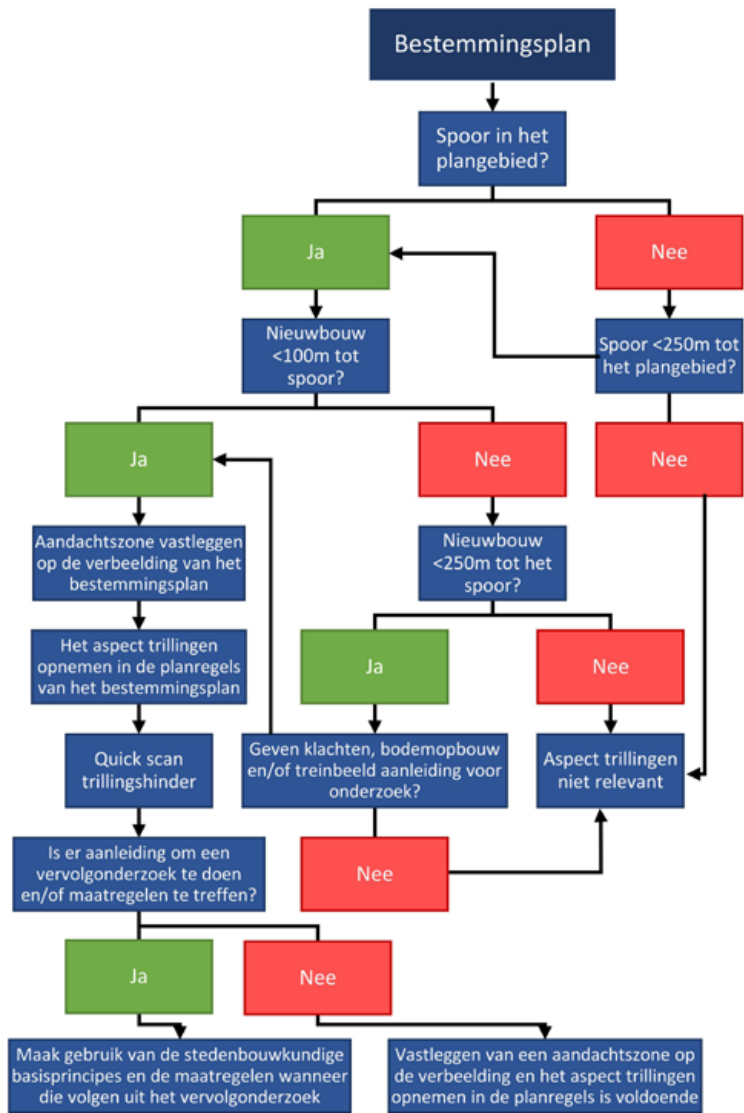 Bestemmingsplan
Spoor in het
plangebied?
Ja
Nee
Nieuwbouw
<100m tot
spoor?
Spoor <250m tot
het plangebied?
Ja
Nee
Nee
Aandachtszone vastleggen
op de verbeelding van het
bestemmingsplan
Nieuwbouw
<250m tot het
spoor?
Het aspect trillingen
opnemen in de planregels
van het bestemmingsplan
Ja
Nee
Quick scan
trillingshinder
Geven klachten, bodemopbouw
en/of treinbeeld aanleiding voor
onderzoek?
Aspect trillingen
niet relevant
Is er aanleiding om een
vervolgonderzoek te doen
en/of maatregelen te treffen?
Nee
Ja
Nee
Maak gebruik van de stedenbouwkundige
basisprincipes en de maatregelen wanneer
die volgen uit het vervolgonderzoek
Vastleggen van een aandachtszone op
de verbeelding en het aspect trillingen
opnemen in de planregels is voldoende